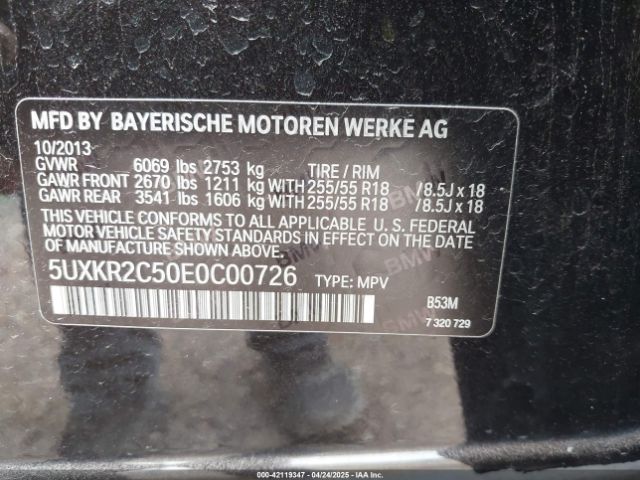 MFD BY BAYERISCHE MOTOREN WERKE AG
10/2013
GVWR 6069 lbs 2753 kg TIRE / RIM
GAWR FRONT 2670 lbs 1211 kg WITH 255/55 R18 /8.5J x 18
GAWR REAR 3541 lbs 1606 kg WITH 255/55 R18 /8.5J x 18
THIS VEHICLE CONFORMS TO ALL APPLICABLE U. S. FEDERAL
MOTOR VEHICLE SAFETY STANDARDS IN EFFECT ON THE DATE
OF MANUFACTURE SHOWN ABOVE.
5UXKR2C50E0C00726 TYPE: MPV
B53M
7 320 729
000-42119347 - 04/24/2025 - IAAI.COM